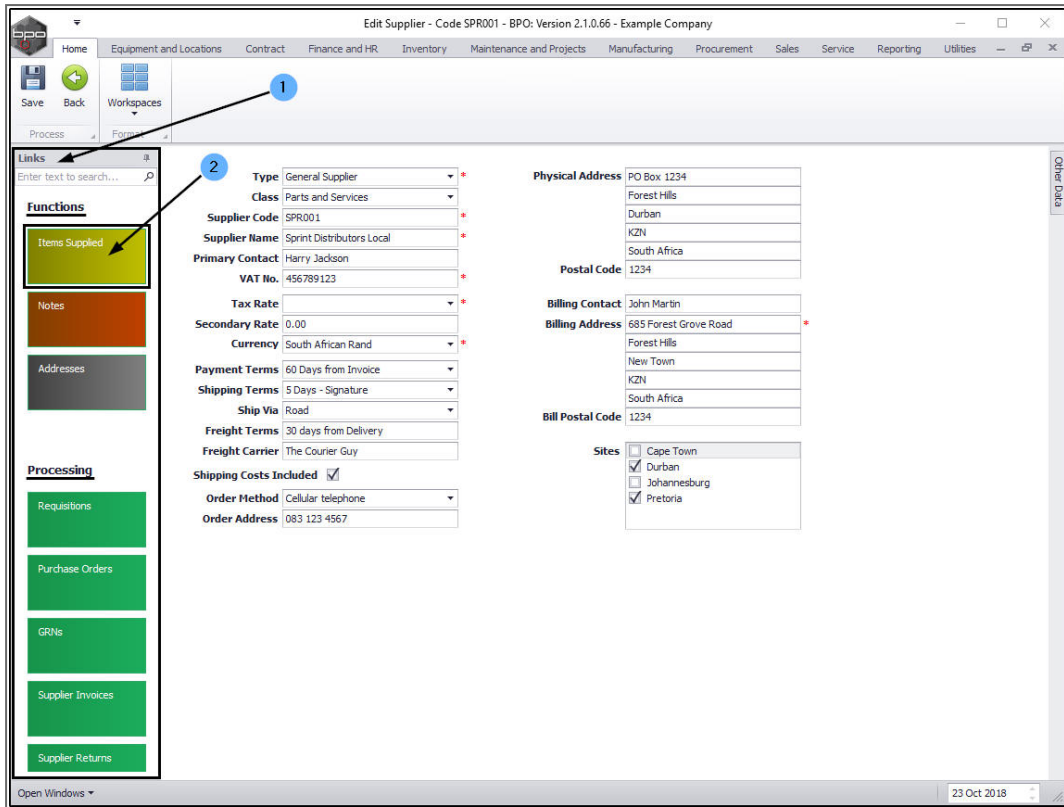 bpo
Edit Supplier - Code SPR001 - BPO: Version 2.1.0.66 - Example Company
Home Equipment and Locations Contract Finance and HR Inventory Maintenance and Projects Manufacturing Procurement Sales Service Reporting Utilities
Save Back Workspaces
Process Format
1
2
Links
Enter text to search...
Functions
Items Supplied
Notes
Addresses
Processing
Requisitions
Purchase Orders
GRNs
Supplier Invoices
Supplier Returns
Type General Supplier *
Class Parts and Services
Supplier Code SPR001 *
Supplier Name Sprint Distributors Local *
Primary Contact Harry Jackson
VAT No. 456789123 *
Tax Rate *
Secondary Rate 0.00
Currency South African Rand *
Payment Terms 60 Days from Invoice
Shipping Terms 5 Days - Signature
Ship Via Road
Freight Terms 30 days from Delivery
Freight Carrier The Courier Guy
Shipping Costs Included
Order Method Cellular telephone
Order Address 083 123 4567
Physical Address PO Box 1234
Forest Hills
Durban
KZN
South Africa
Postal Code 1234
Billing Contact John Martin
Billing Address 685 Forest Grove Road *
Forest Hills
New Town
KZN
South Africa
Bill Postal Code 1234
Sites Cape Town
Durban
Johannesburg
Pretoria
Other Data
Open Windows
23 Oct 2018